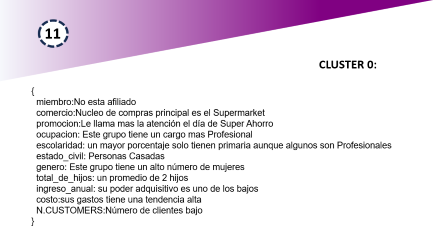 11
CLUSTER 0:
{
miembro:No esta afiliado
comercio:Nucleo de compras principal es el Supermarket
promocion:Le llama mas la atención el día de Super Ahorro
ocupacion: Este grupo tiene un cargo mas Profesional
escolaridad: un mayor porcentaje solo tienen primaria aunque algunos son Profesionales
estado_civil: Personas Casadas
genero: Este grupo tiene un alto número de mujeres
total_de_hijos: un promedio de 2 hijos
ingreso_anual: su poder adquisitivo es uno de los bajos
costo:sus gastos tiene una tendencia alta
N.CUSTOMERS:Número de clientes bajo
}